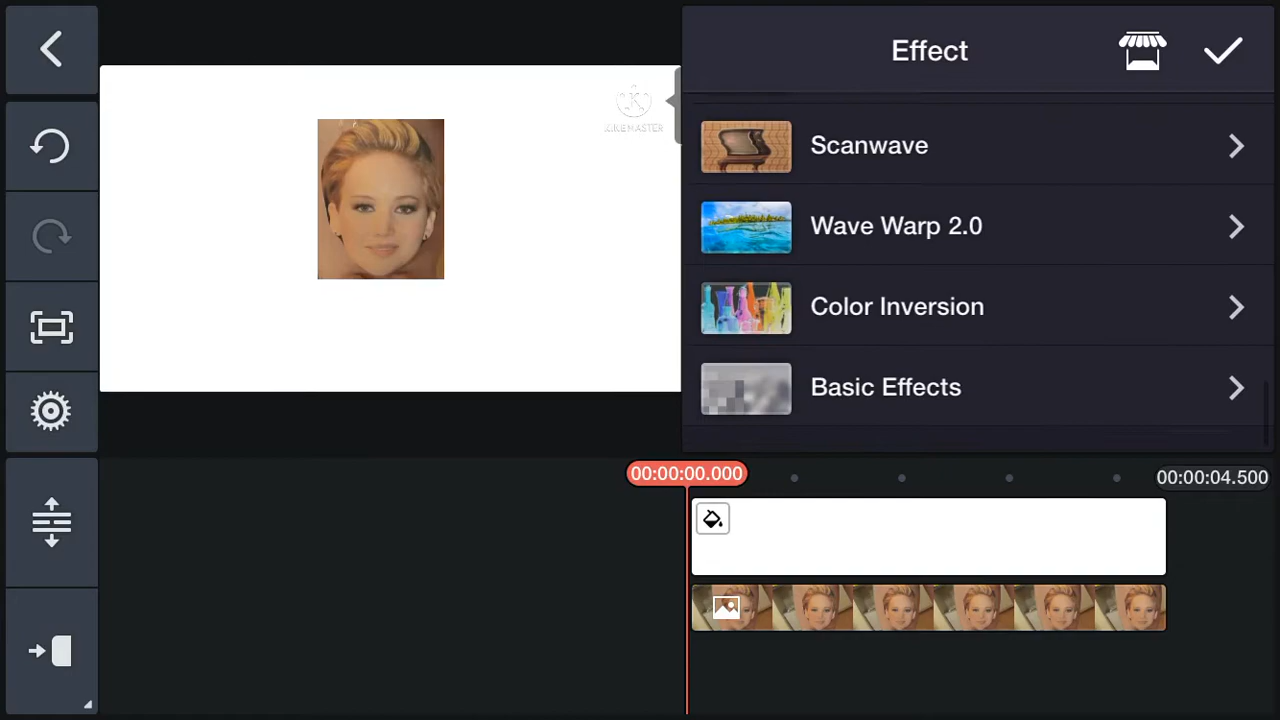 Effect
KINEMASTER
Scanwave
Wave Warp 2.0
Color Inversion
Basic Effects
00:00:00.000
00:00:04.500